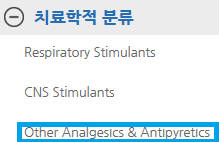 치료학적 분류
Respiratory Stimulants
CNS Stimulants
Other Analgesics & Antipyretics